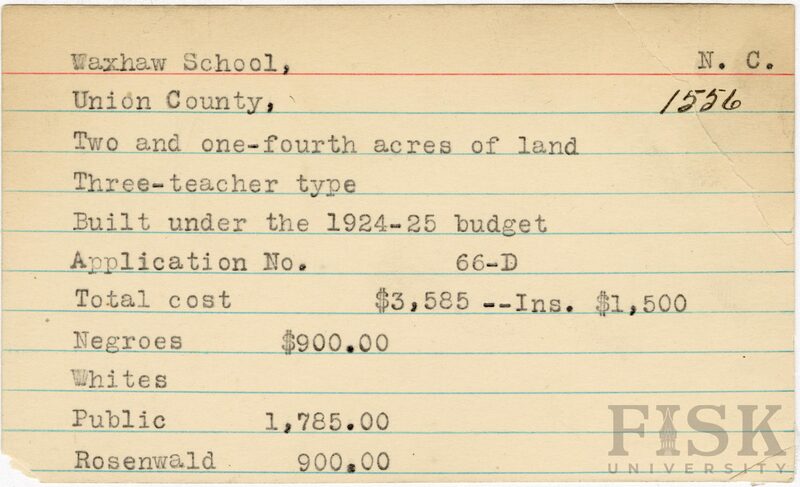 Waxhaw School, N. C.
Union County, 1556
Two and one-fourth acres of land
Three-teacher type
Built under the 1924-25 budget
Application No. 66-D
Total cost $3,585 --Ins. $1,500
Negroes $900.00
Whites
Public 1,785.00
Rosenwald 900.00
FISK
UNIVERSITY